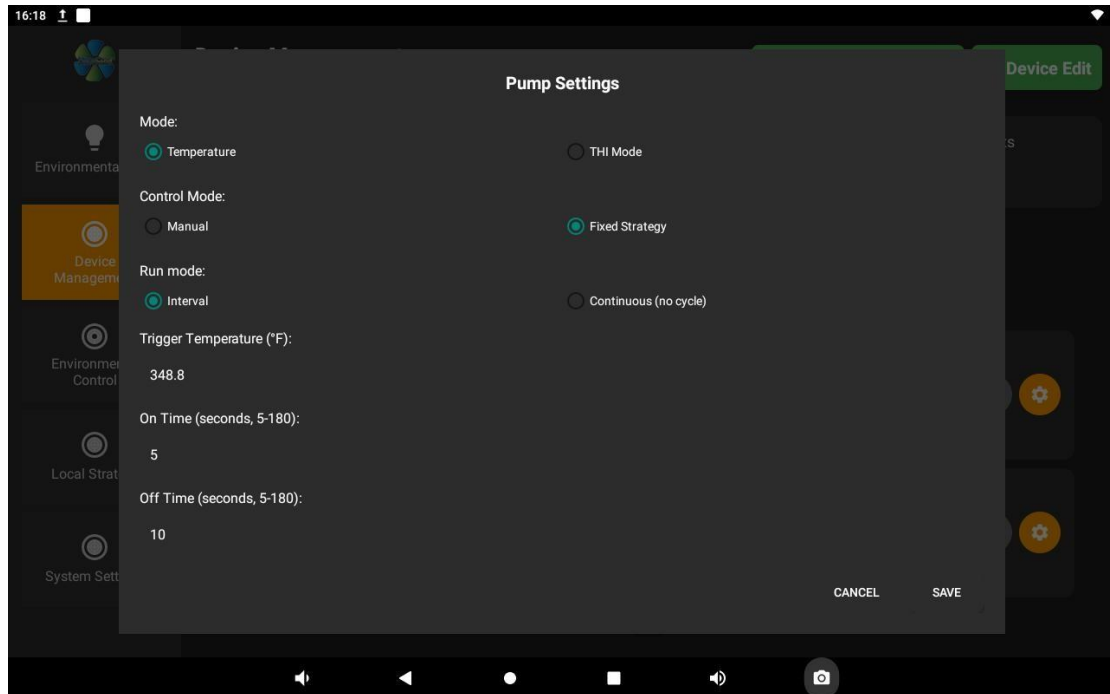 16:18
Device Edit
Pump Settings
Mode:
Temperature
THI Mode
Environmenta
Control Mode:
Manual
Fixed Strategy
Device
Managem
Run mode:
Interval
Continuous (no cycle)
Trigger Temperature (°F):
348.8
Environmen
Control
On Time (seconds, 5-180):
5
Local Strat
Off Time (seconds, 5-180):
10
System Sett
CANCEL
SAVE